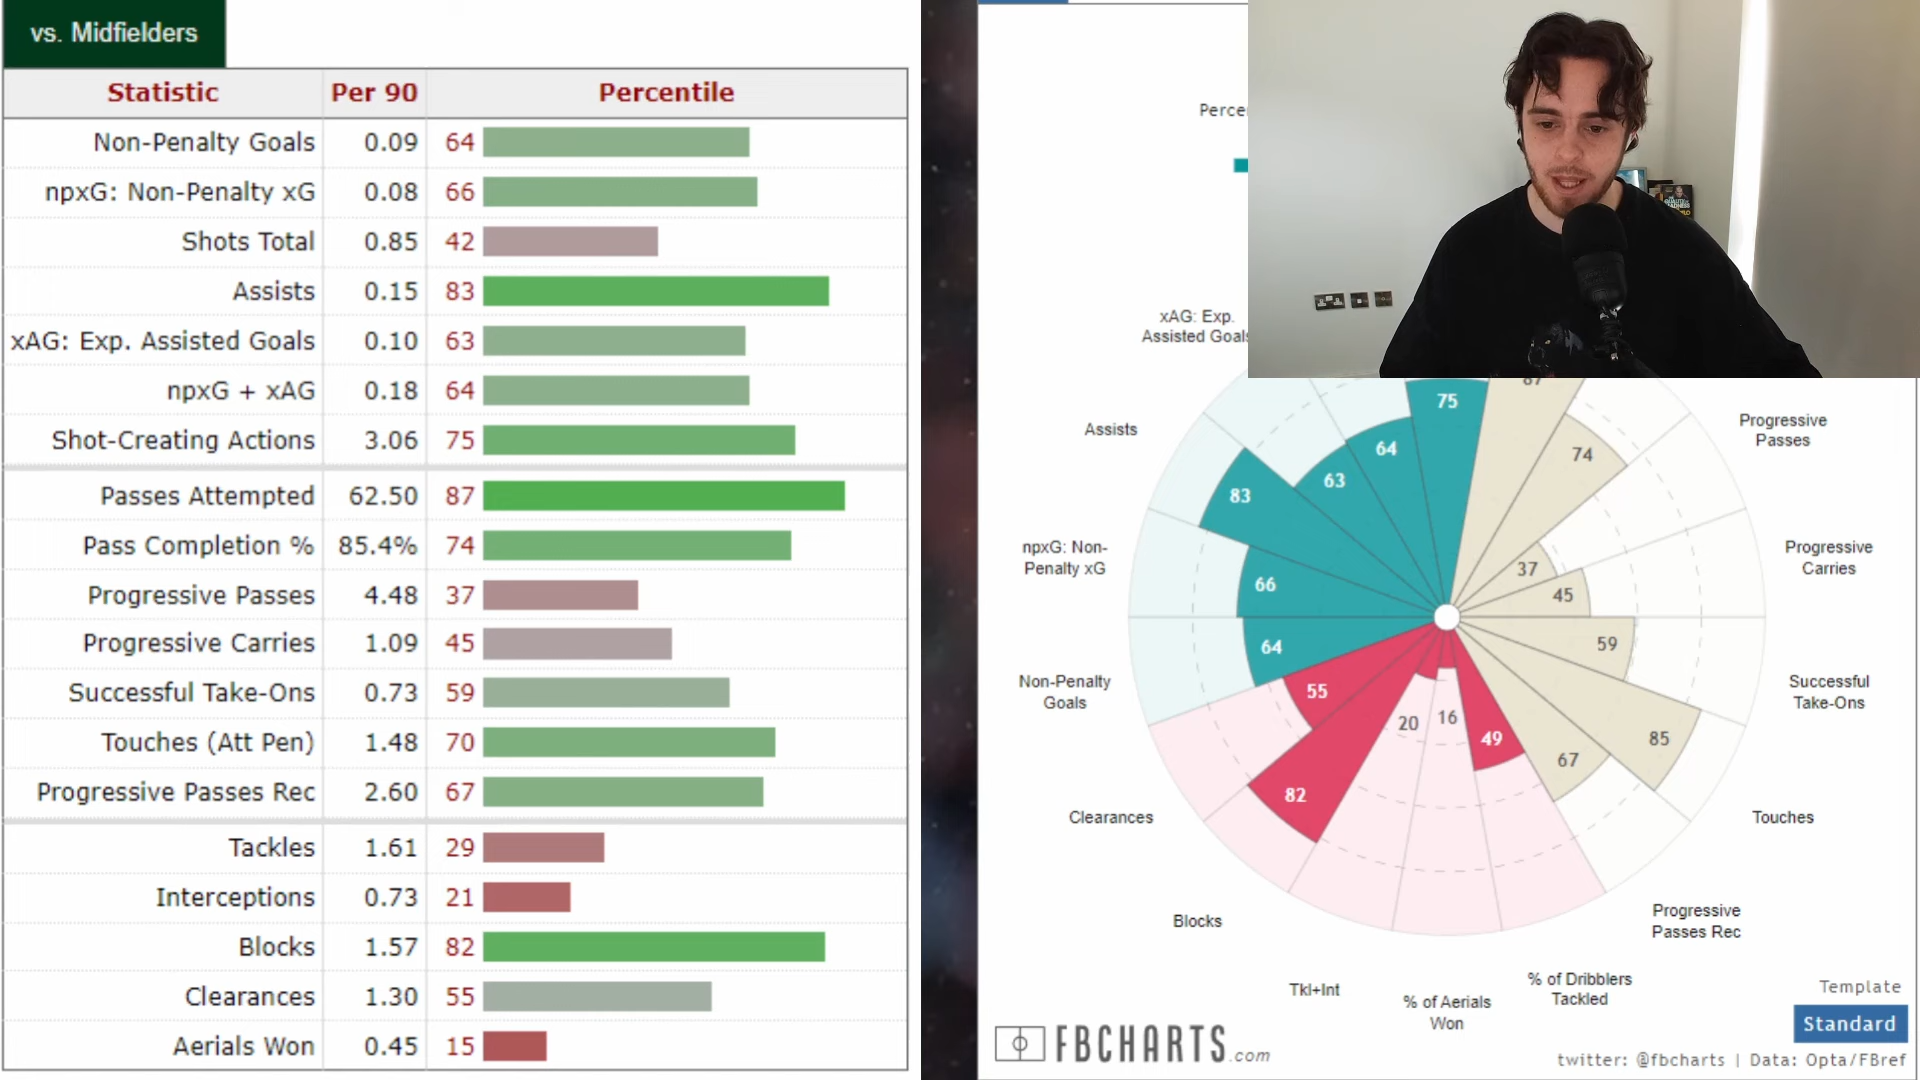 vs. Midfielders
Statistic Per 90 Percentile
Non-Penalty Goals 0.09 64
npxG: Non-Penalty xG 0.08 66
Shots Total 0.85 42
Assists 0.15 83
xAG: Exp. Assisted Goals 0.10 63
npxG + xAG 0.18 64
Shot-Creating Actions 3.06 75
Passes Attempted 62.50 87
Pass Completion % 85.4% 74
Progressive Passes 4.48 37
Progressive Carries 1.09 45
Successful Take-Ons 0.73 59
Touches (Att Pen) 1.48 70
Progressive Passes Rec 2.60 67
Tackles 1.61 29
Interceptions 0.73 21
Blocks 1.57 82
Clearances 1.30 55
Aerials Won 0.45 15
xAG: Exp.
Assisted Goals
75
87
Assists
64
74
Progressive
Passes
83
63
npxG: Non-
Penalty xG
66
37
45
Progressive
Carries
64
59
Non-Penalty
Goals
55
Successful
Take-Ons
20
16
49
85
67
82
Clearances
Touches
Blocks
Progressive
Passes Rec
Tkl+Int
% of Aerials
Won
% of Dribblers
Tackled
Template
Standard
FBCHARTS.com
twitter: @fbcharts | Data: Opta/FBref